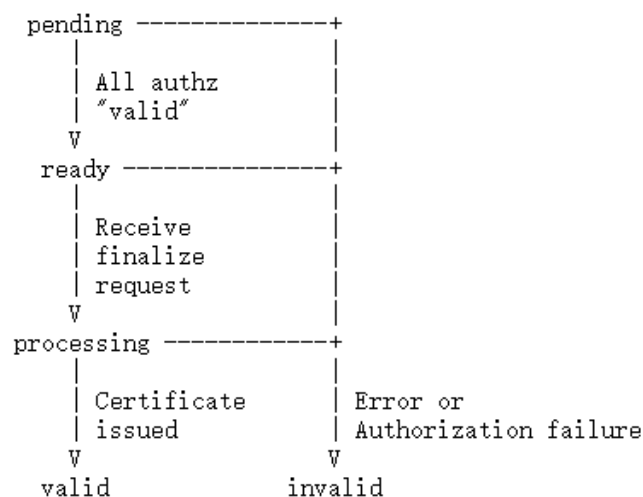 pending
All authz
"valid"
ready
Receive
finalize
request
processing
Certificate
issued
Error or
Authorization failure
valid
invalid